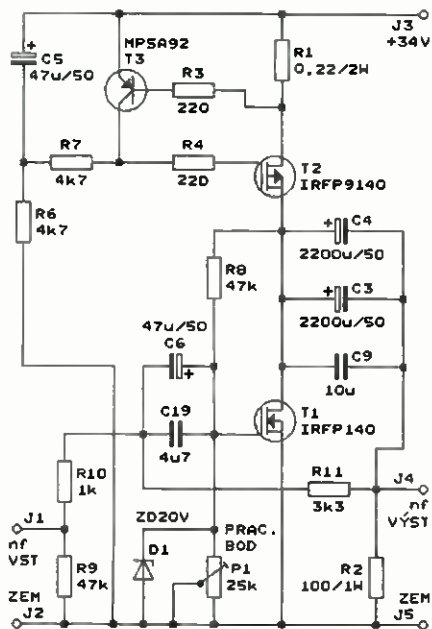 MPSA92
T3
J3
+34V
C5
47u/50
R1
0,22/2W
R3
220
R7
4k7
R4
220
T2
IRFP9140
R6
4k7
C4
2200u/50
R8
47k
C3
2200u/50
47u/50
C6
C9
10u
C19
4u7
T1
IRFP140
R10
1k
R11
3k3
J4
nf
VÝST
J1
nf
VST
ZD20V
PRAC.
BOD
D1
R9
47k
P1
25k
R2
100/1W
ZEM
J2
ZEM
J5